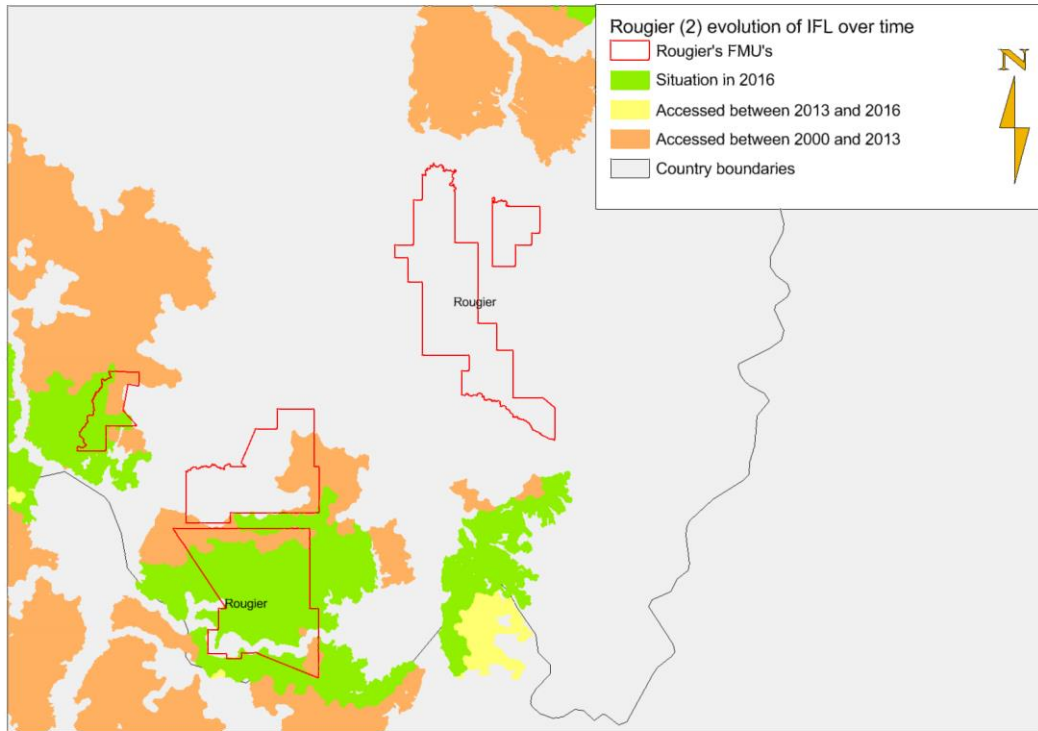 Rougier (2) evolution of IFL over time
Rougier's FMU's
Situation in 2016
Accessed between 2013 and 2016
Accessed between 2000 and 2013
Country boundaries
N
Rougier
Rougier